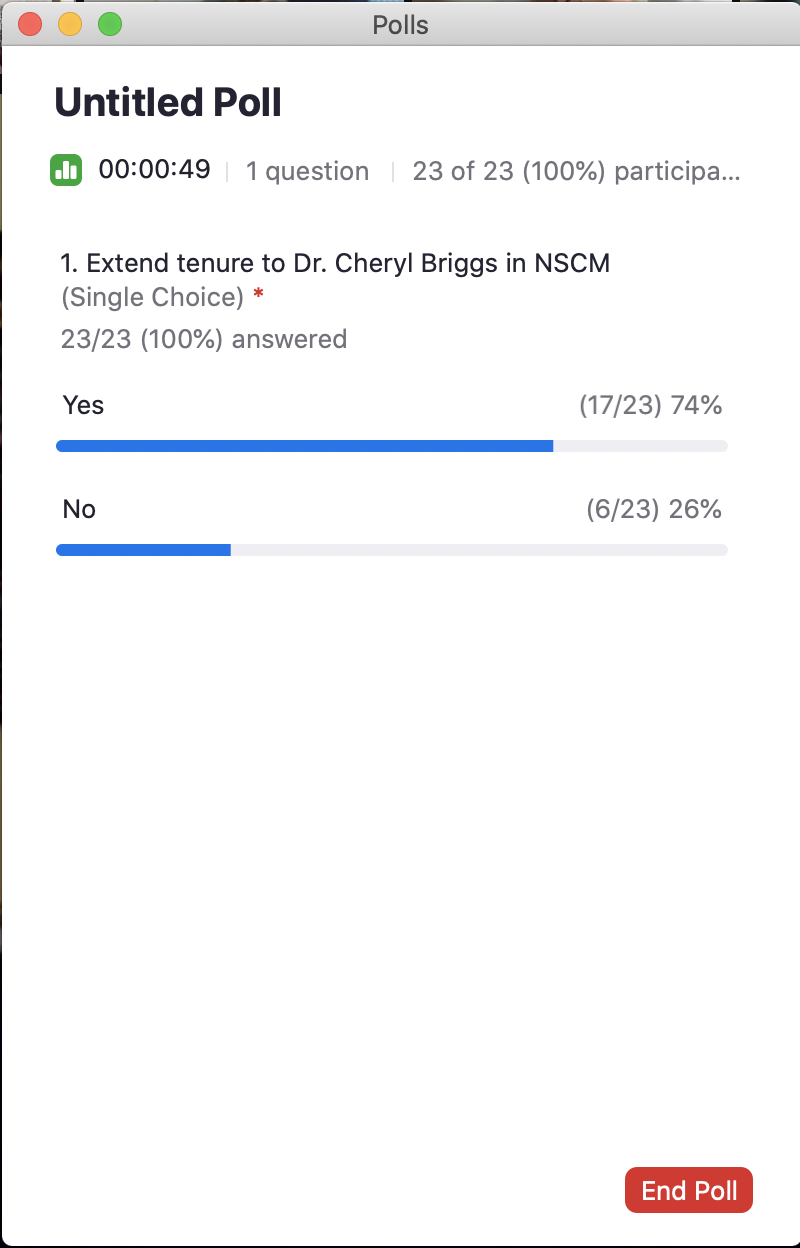 Polls
Untitled Poll
00:00:49 | 1 question | 23 of 23 (100%) participa...
1. Extend tenure to Dr. Cheryl Briggs in NSCM
(Single Choice) *
23/23 (100%) answered
Yes (17/23) 74%
No (6/23) 26%
End Poll